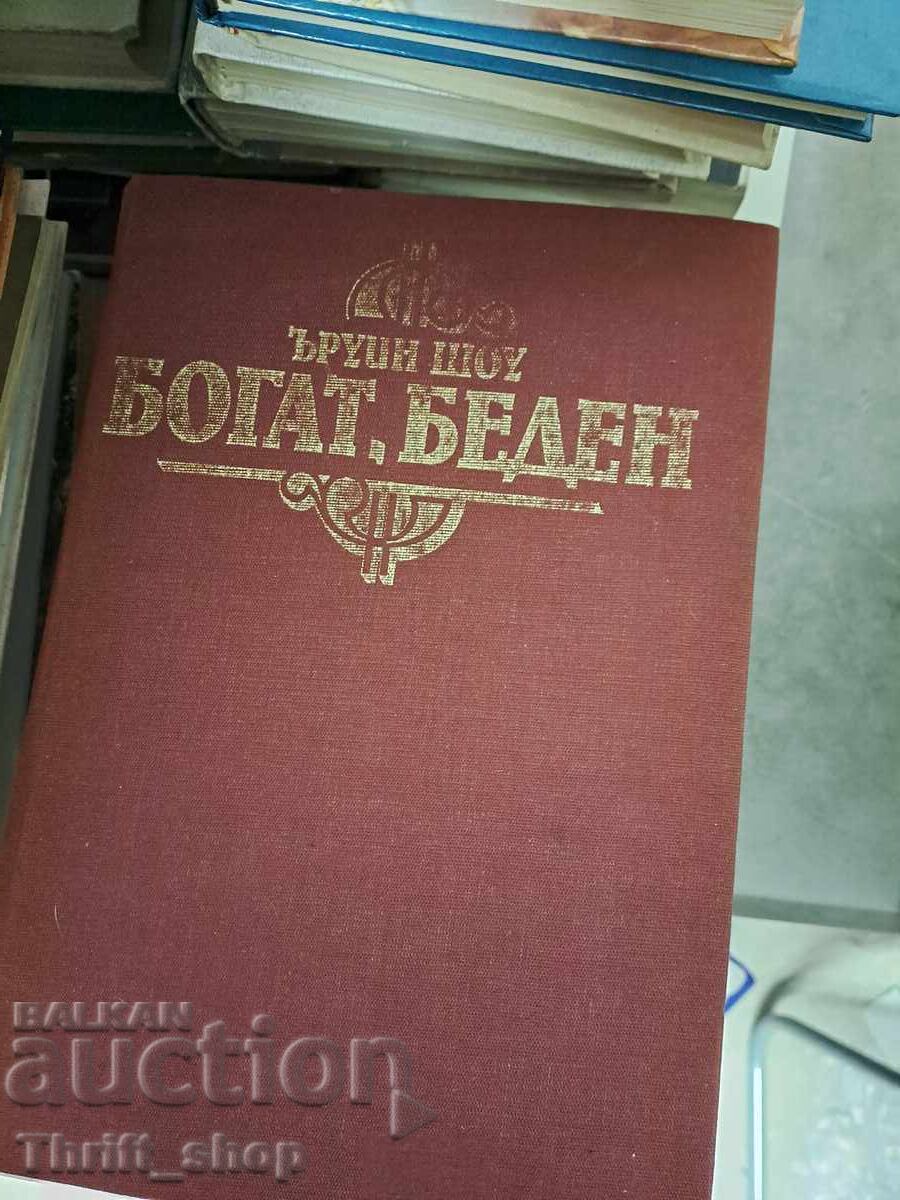 ЪРУИН ШОУ
БОГАТ, БЕДЕН
BALKAN
auction
Thrift_shop